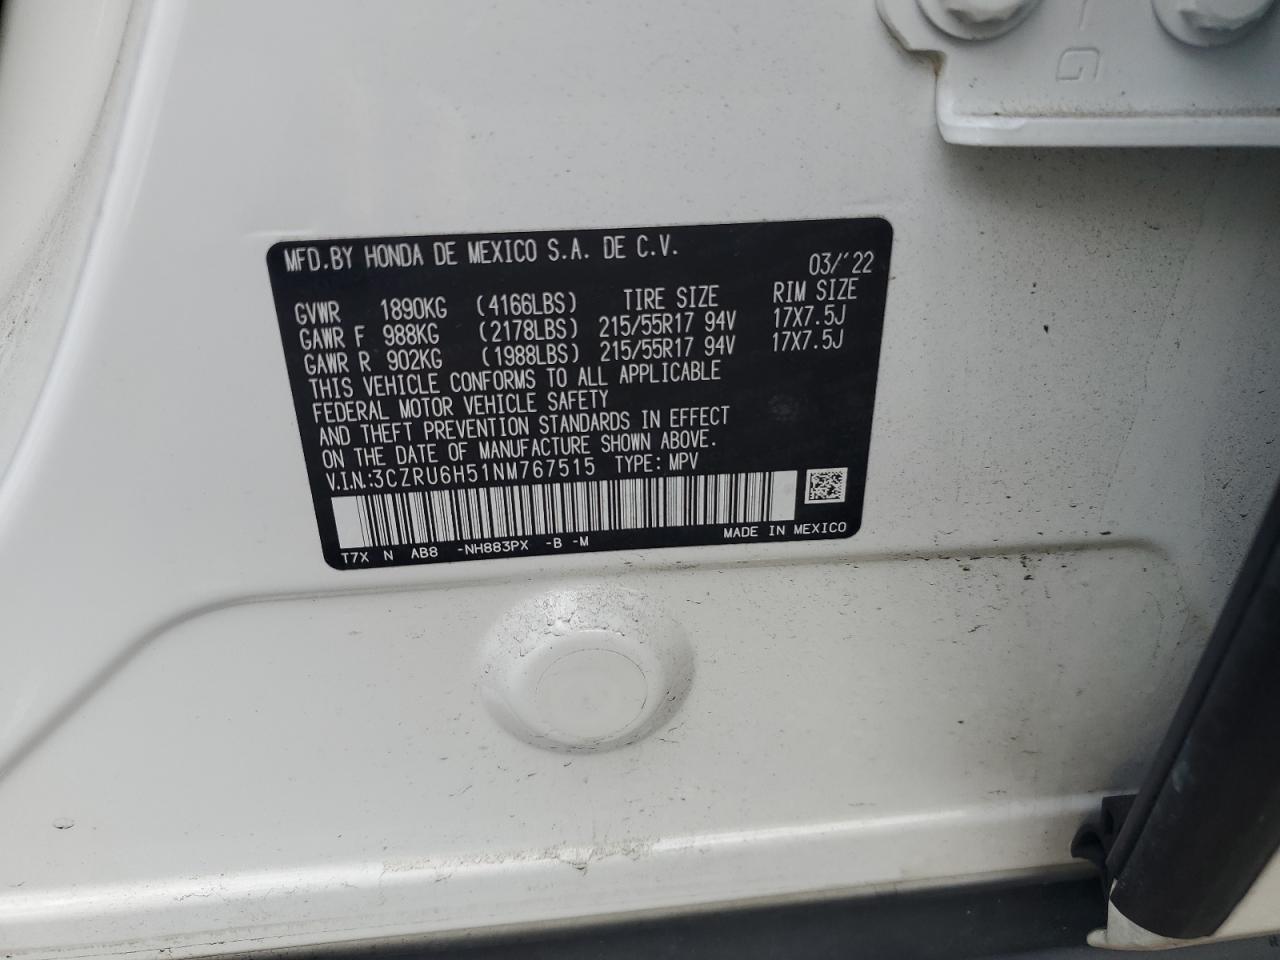 G
MFD.BY HONDA DE MEXICO S.A. DE C.V.
03/'22
GVWR 1890KG (4166LBS) TIRE SIZE RIM SIZE
GAWR F 988KG (2178LBS) 215/55R17 94V 17X7.5J
GAWR R 902KG (1988LBS) 215/55R17 94V 17X7.5J
THIS VEHICLE CONFORMS TO ALL APPLICABLE
FEDERAL MOTOR VEHICLE SAFETY
AND THEFT PREVENTION STANDARDS IN EFFECT
ON THE DATE OF MANUFACTURE SHOWN ABOVE.
V.I.N:3CZRU6H51NM767515 TYPE: MPV
T7X N AB8 -NH883PX -B -M MADE IN MEXICO